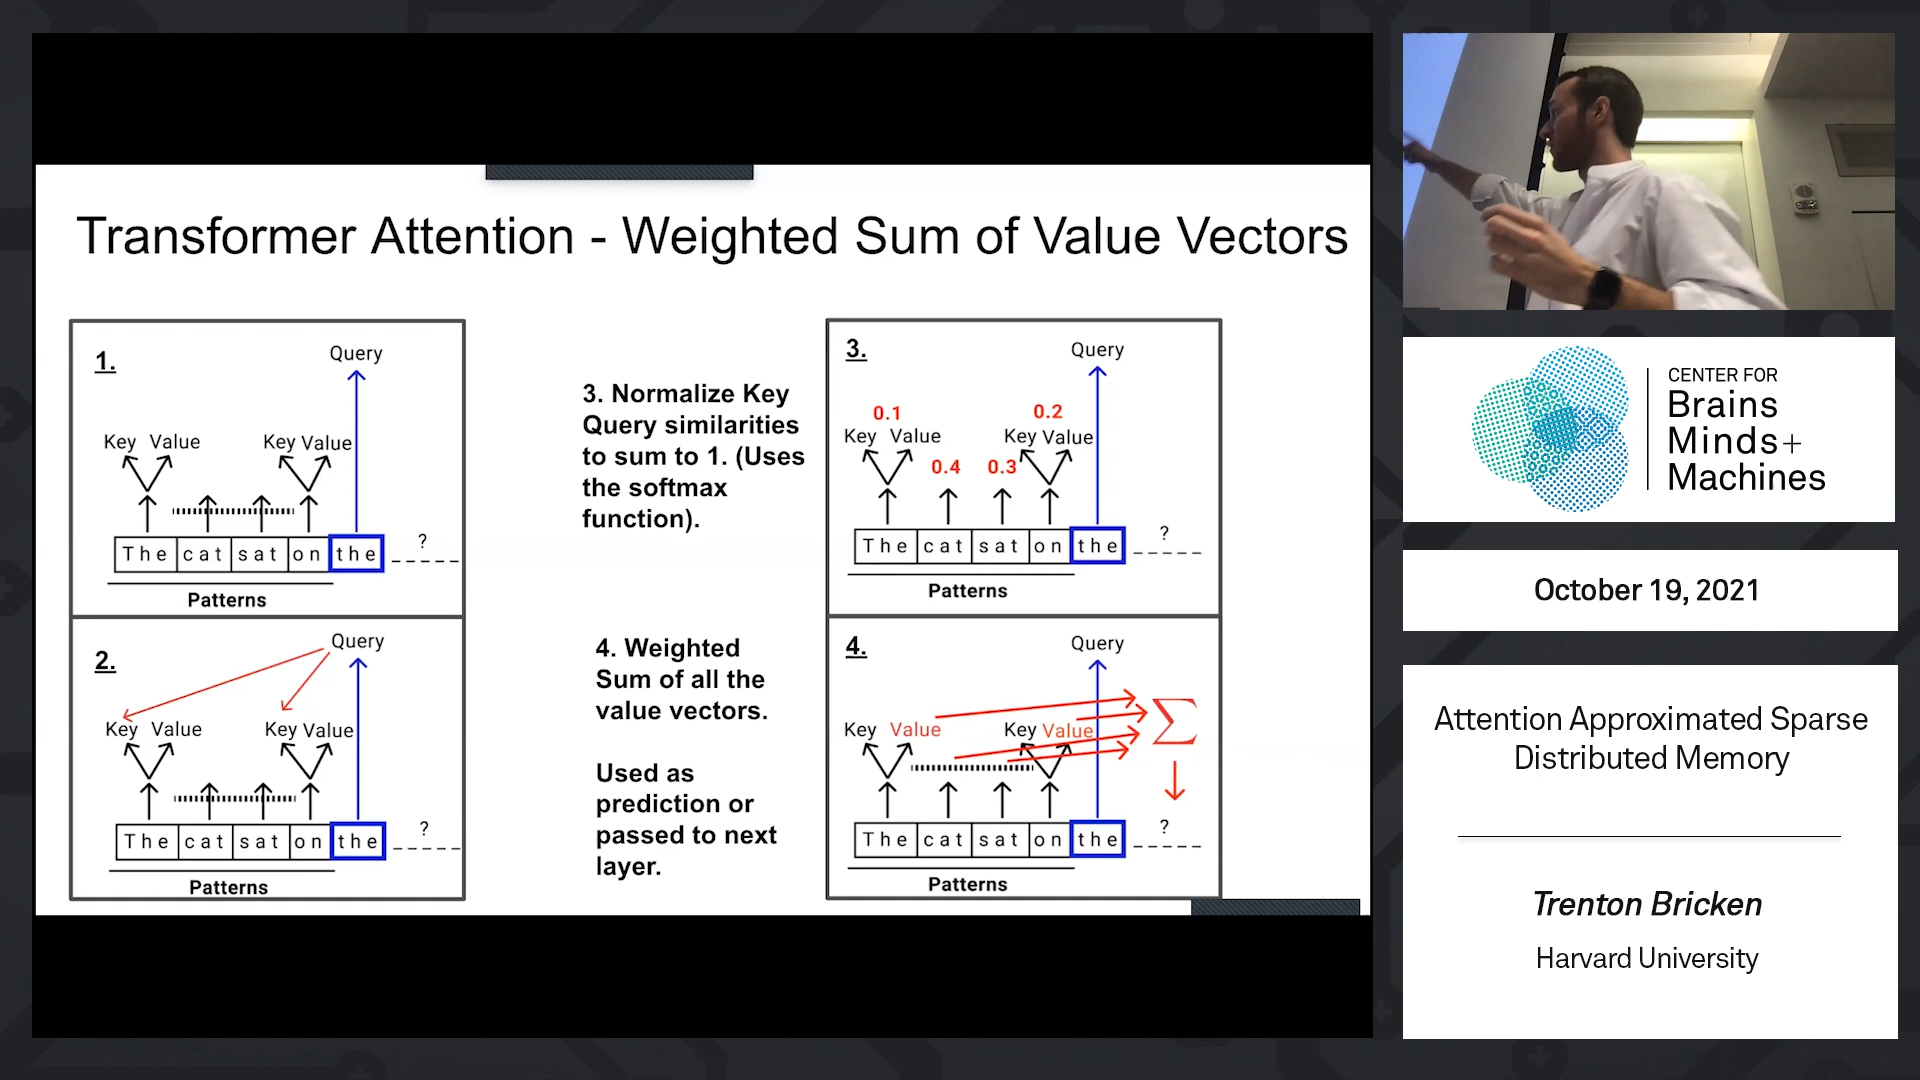 Transformer Attention - Weighted Sum of Value Vectors
1.
Query
Key Value
Key Value
The cat sat on the
?
Patterns
2.
Query
Key Value
Key Value
The cat sat on the
?
Patterns
3. Normalize Key
Query similarities
to sum to 1. (Uses
the softmax
function).
4. Weighted
Sum of all the
value vectors.
Used as
prediction or
passed to next
layer.
3.
Query
0.1
0.2
Key Value
Key Value
0.4
0.3
The cat sat on the
?
Patterns
4.
Query
Key Value
Key Value
∑
The cat sat on the
?
Patterns
CENTER FOR
Brains
Minds+
Machines
October 19, 2021
Attention Approximated Sparse
Distributed Memory
Trenton Bricken
Harvard University